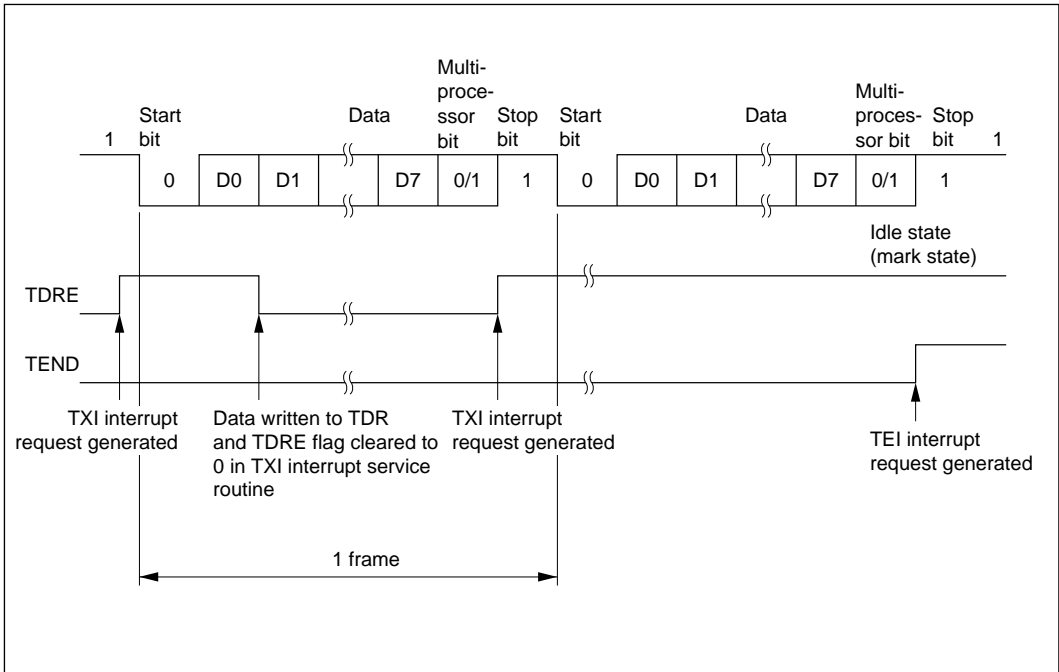 1
Start
bit
Data
Multi-
proce-
ssor
bit
Stop
bit
Start
bit
Data
Multi-
proces-
sor bit
Stop
bit
1
0 D0 D1 D7 0/1 1 0 D0 D1 D7 0/1 1
Idle state
(mark state)
TDRE
TEND
TXI interrupt
request generated
Data written to TDR
and TDRE flag cleared to
0 in TXI interrupt service
routine
TXI interrupt
request generated
TEI interrupt
request generated
1 frame